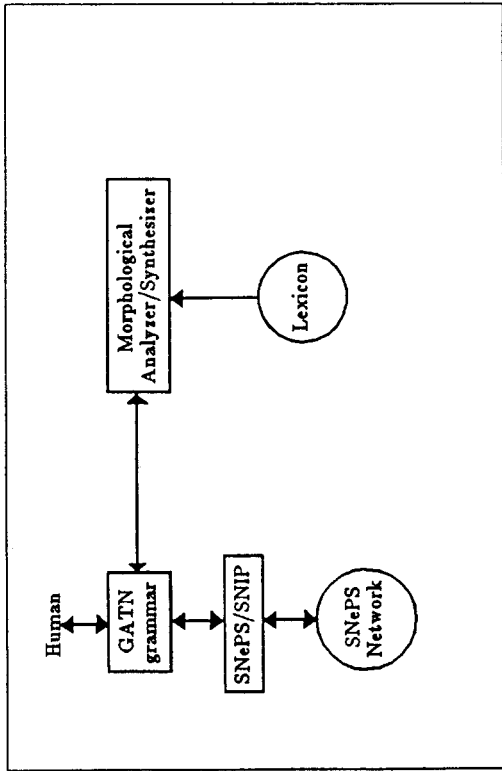 Human
GATN
grammar
Morphological
Analyzer/Synthesizer
SNePS/SNIP
Lexicon
SNePS
Network